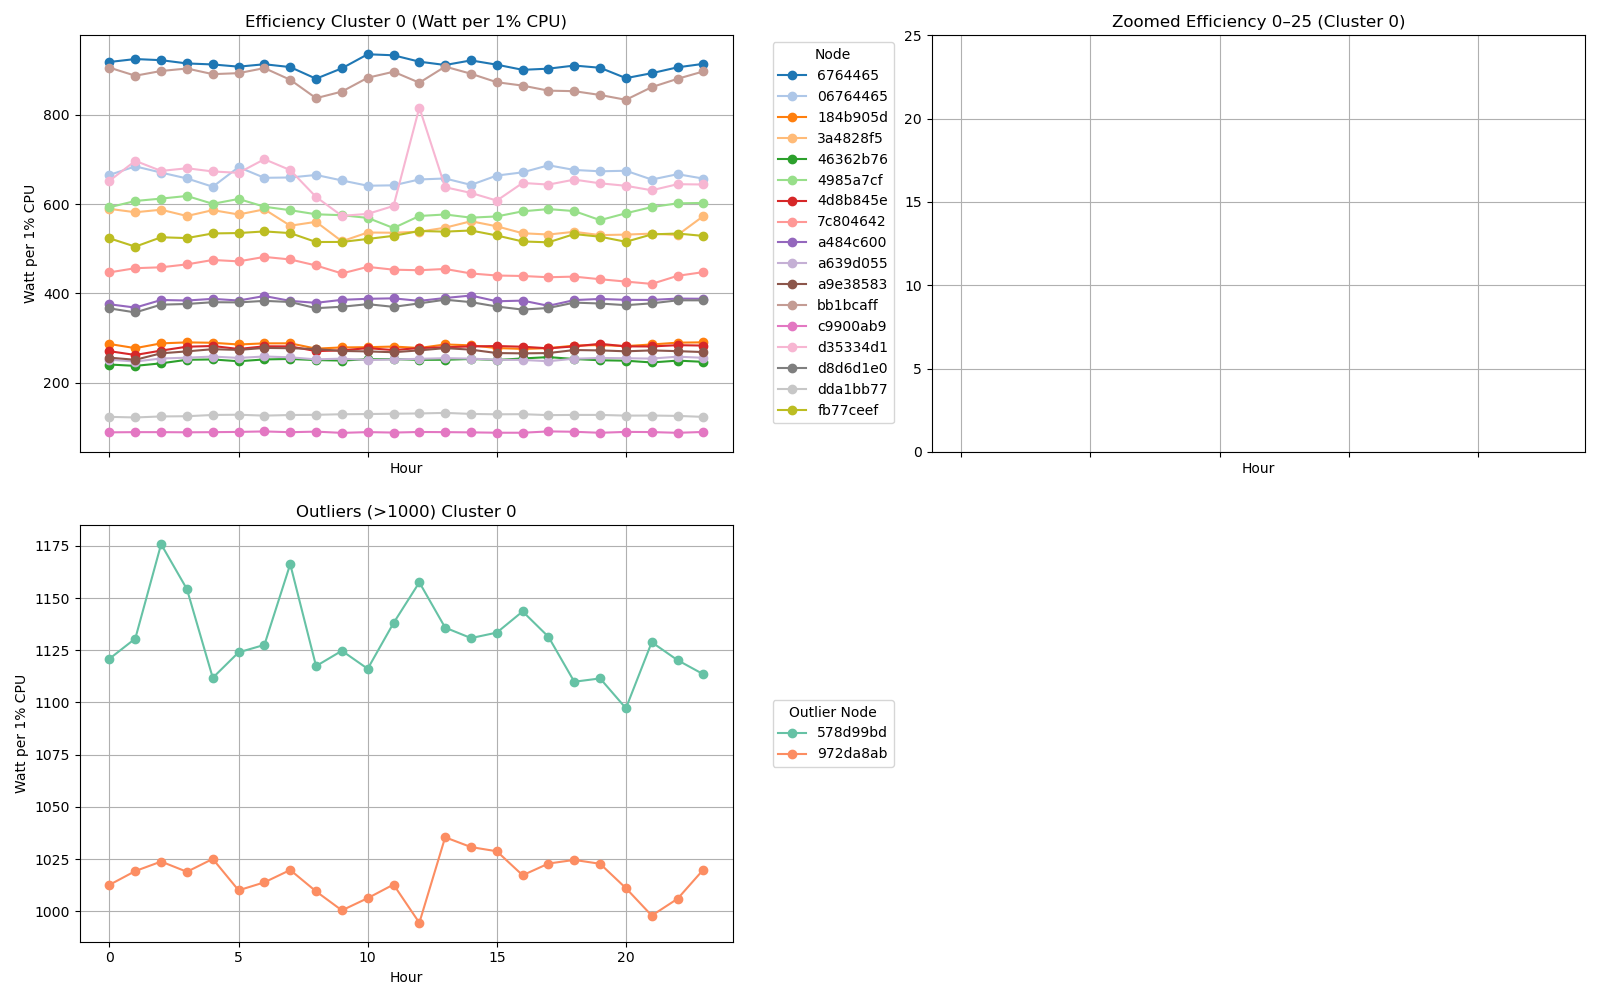 Efficiency Cluster 0 (Watt per 1% CPU)
Watt per 1% CPU
800
600
400
200
Hour
Node
6764465
06764465
184b905d
3a4828f5
46362b76
4985a7cf
4d8b845e
7c804642
a484c600
a639d055
a9e38583
bb1bcaff
c9900ab9
d35334d1
d8d6d1e0
dda1bb77
fb77ceef
Zoomed Efficiency 0–25 (Cluster 0)
25
20
15
10
5
0
Hour
Outliers (>1000) Cluster 0
Watt per 1% CPU
1175
1150
1125
1100
1075
1050
1025
1000
0 5 10 15 20
Hour
Outlier Node
578d99bd
972da8ab